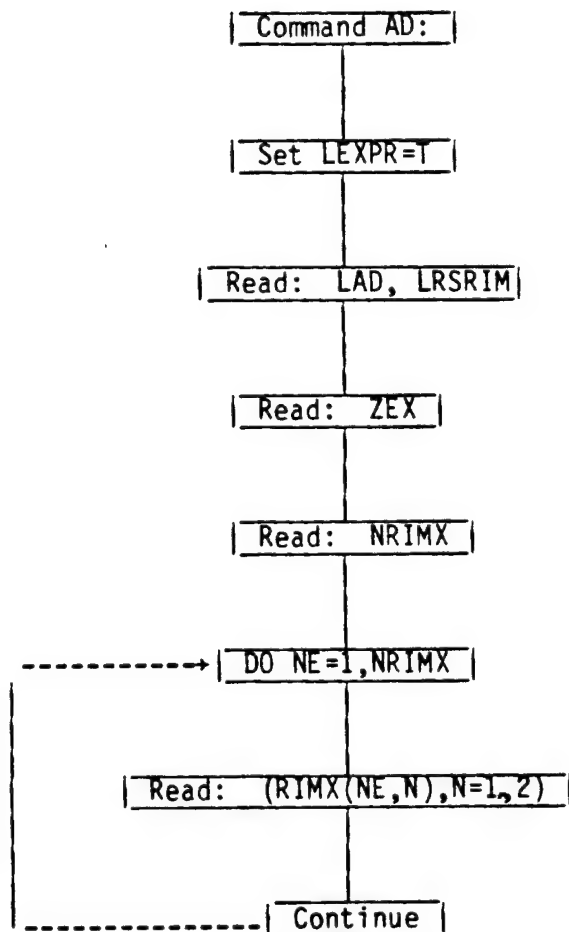 Command AD:
Set LEXPR=T
Read: LAD, LRSRIM
Read: ZEX
Read: NRIMX
DO NE=1,NRIMX
Read: (RIMX(NE,N),N=1,2)
Continue